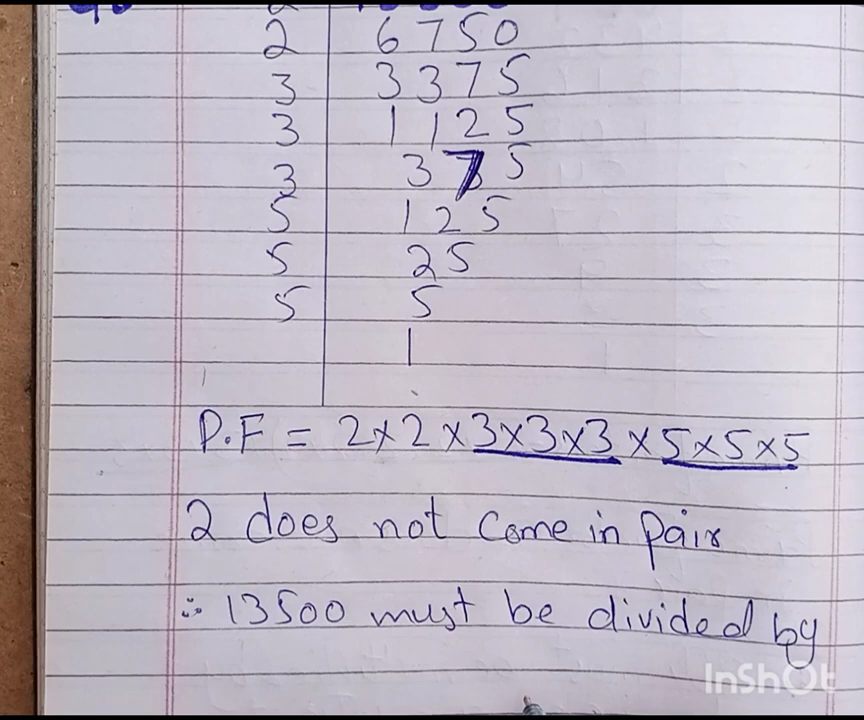 2 6750
3 3375
3 1125
3 375
5 125
5 25
5 5
1
P.F = 2×2×3×3×3×5×5×5
2 does not come in pair
∴ 13500 must be divided by
InShOt